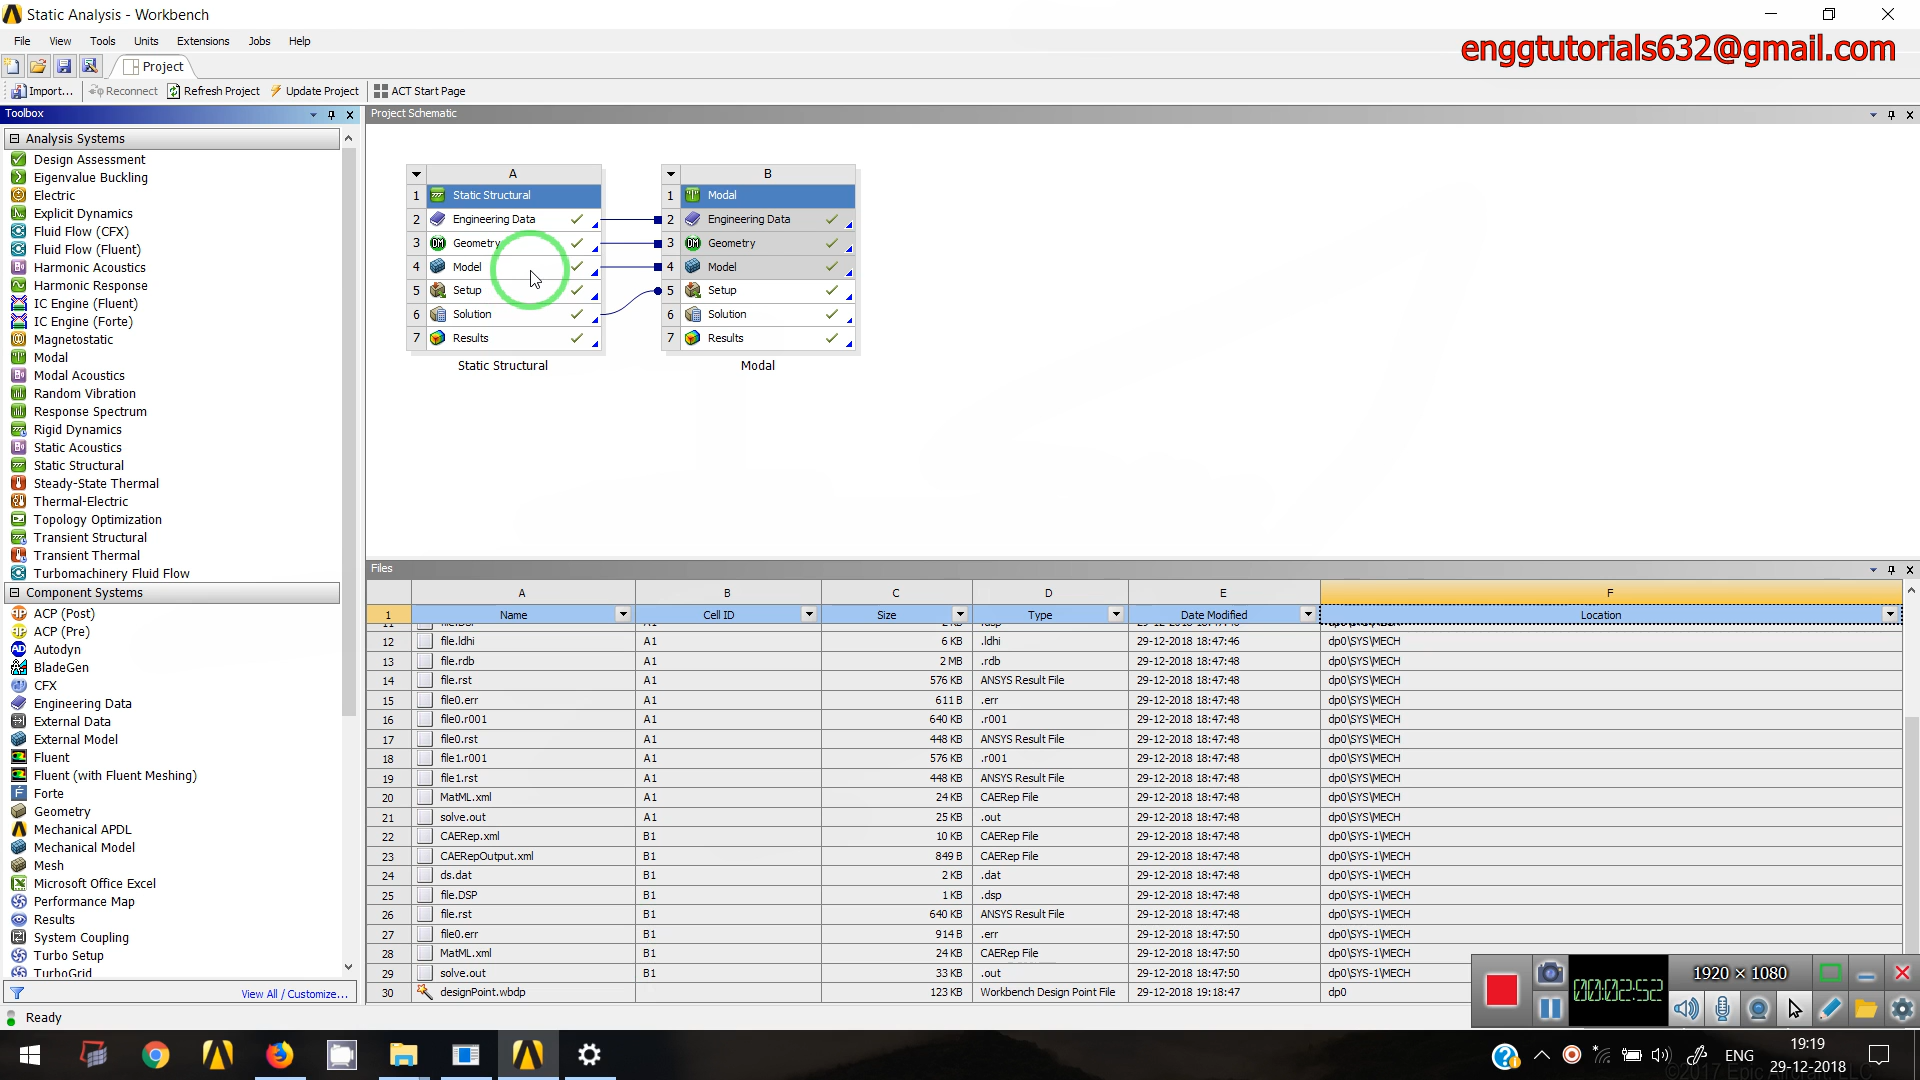 Static Analysis - Workbench
File View Tools Units Extensions Jobs Help
enggtutorials632@gmail.com
Project
Import... Reconnect Refresh Project Update Project ACT Start Page
Toolbox
Analysis Systems
Design Assessment
Eigenvalue Buckling
Electric
Explicit Dynamics
Fluid Flow (CFX)
Fluid Flow (Fluent)
Harmonic Acoustics
Harmonic Response
IC Engine (Fluent)
IC Engine (Forte)
Magnetostatic
Modal
Modal Acoustics
Random Vibration
Response Spectrum
Rigid Dynamics
Static Acoustics
Static Structural
Steady-State Thermal
Thermal-Electric
Topology Optimization
Transient Structural
Transient Thermal
Turbomachinery Fluid Flow
Component Systems
ACP (Post)
ACP (Pre)
Autodyn
BladeGen
CFX
Engineering Data
External Data
External Model
Fluent
Fluent (with Fluent Meshing)
Forte
Geometry
Mechanical APDL
Mechanical Model
Mesh
Microsoft Office Excel
Performance Map
Results
System Coupling
Turbo Setup
TurboGrid
View All / Customize...
Ready
Project Schematic
A
1 Static Structural
2 Engineering Data
3 Geometry
4 Model
5 Setup
6 Solution
7 Results
Static Structural
B
1 Modal
2 Engineering Data
3 Geometry
4 Model
5 Setup
6 Solution
7 Results
Modal
Files
A B C D E F
1 Name Cell ID Size Type Date Modified Location
12 file.ldhi A1 6 KB .ldhi 29-12-2018 18:47:46 dp0\SYS\MECH
13 file.rdb A1 2 MB .rdb 29-12-2018 18:47:48 dp0\SYS\MECH
14 file.rst A1 576 KB ANSYS Result File 29-12-2018 18:47:48 dp0\SYS\MECH
15 file0.err A1 611 B .err 29-12-2018 18:47:48 dp0\SYS\MECH
16 file0.r001 A1 640 KB .r001 29-12-2018 18:47:48 dp0\SYS\MECH
17 file0.rst A1 448 KB ANSYS Result File 29-12-2018 18:47:48 dp0\SYS\MECH
18 file1.r001 A1 576 KB .r001 29-12-2018 18:47:48 dp0\SYS\MECH
19 file1.rst A1 448 KB ANSYS Result File 29-12-2018 18:47:48 dp0\SYS\MECH
20 MatML.xml A1 24 KB CAERep File 29-12-2018 18:47:48 dp0\SYS\MECH
21 solve.out A1 25 KB .out 29-12-2018 18:47:48 dp0\SYS\MECH
22 CAERep.xml B1 10 KB CAERep File 29-12-2018 18:47:48 dp0\SYS-1\MECH
23 CAERepOutput.xml B1 849 B CAERep File 29-12-2018 18:47:48 dp0\SYS-1\MECH
24 ds.dat B1 2 KB .dat 29-12-2018 18:47:48 dp0\SYS-1\MECH
25 file.DSP B1 1 KB .dsp 29-12-2018 18:47:48 dp0\SYS-1\MECH
26 file.rst B1 640 KB ANSYS Result File 29-12-2018 18:47:48 dp0\SYS-1\MECH
27 file0.err B1 914 B .err 29-12-2018 18:47:50 dp0\SYS-1\MECH
28 MatML.xml B1 24 KB CAERep File 29-12-2018 18:47:50 dp0\SYS-1\MECH
29 solve.out B1 33 KB .out 29-12-2018 18:47:50 dp0\SYS-1\MECH
30 designPoint.wbdp 123 KB Workbench Design Point File 29-12-2018 19:18:47 dp0
00:02:52
1920 × 1080
ENG
19:19
29-12-2018